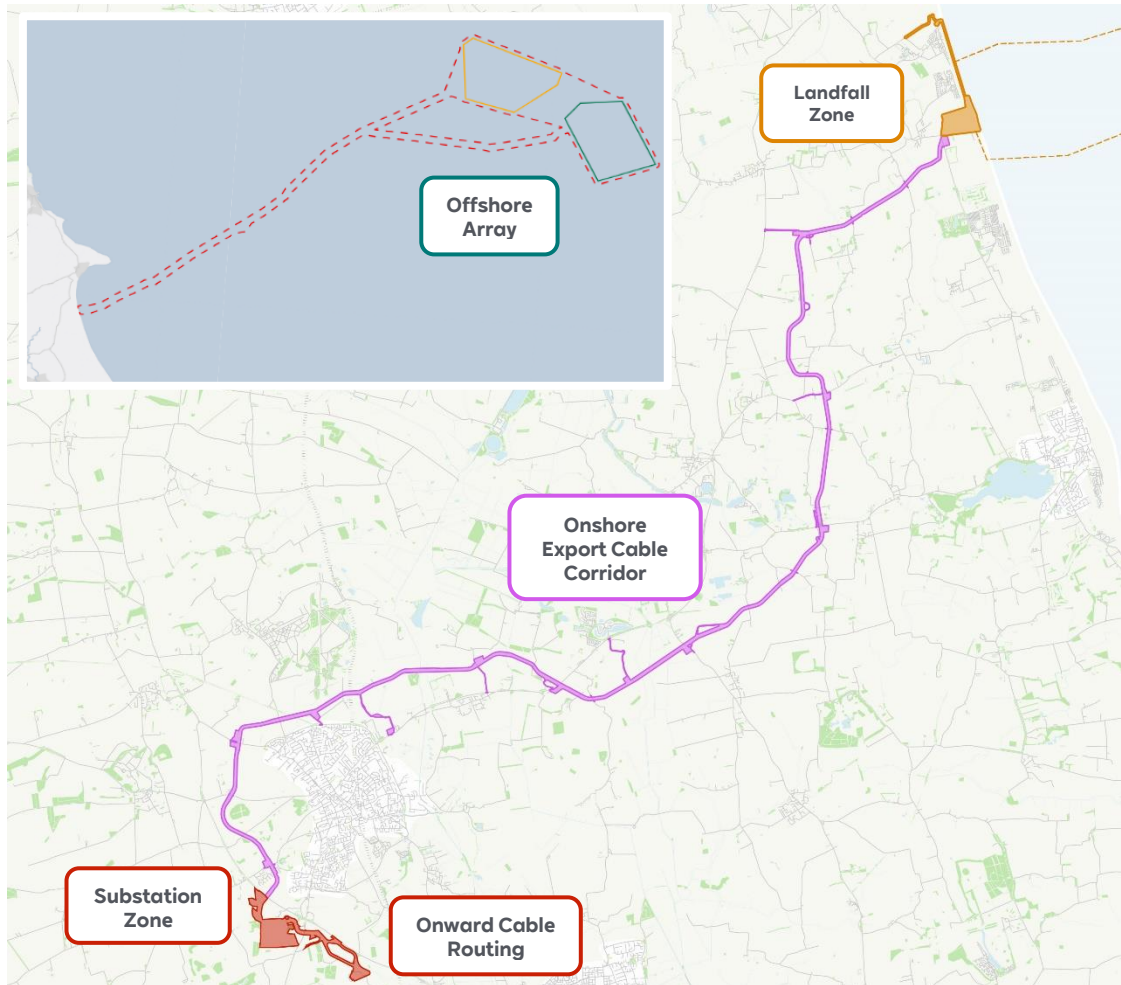 Landfall
Zone
Offshore
Array
Onshore
Export Cable
Corridor
Substation
Zone
Onward Cable
Routing